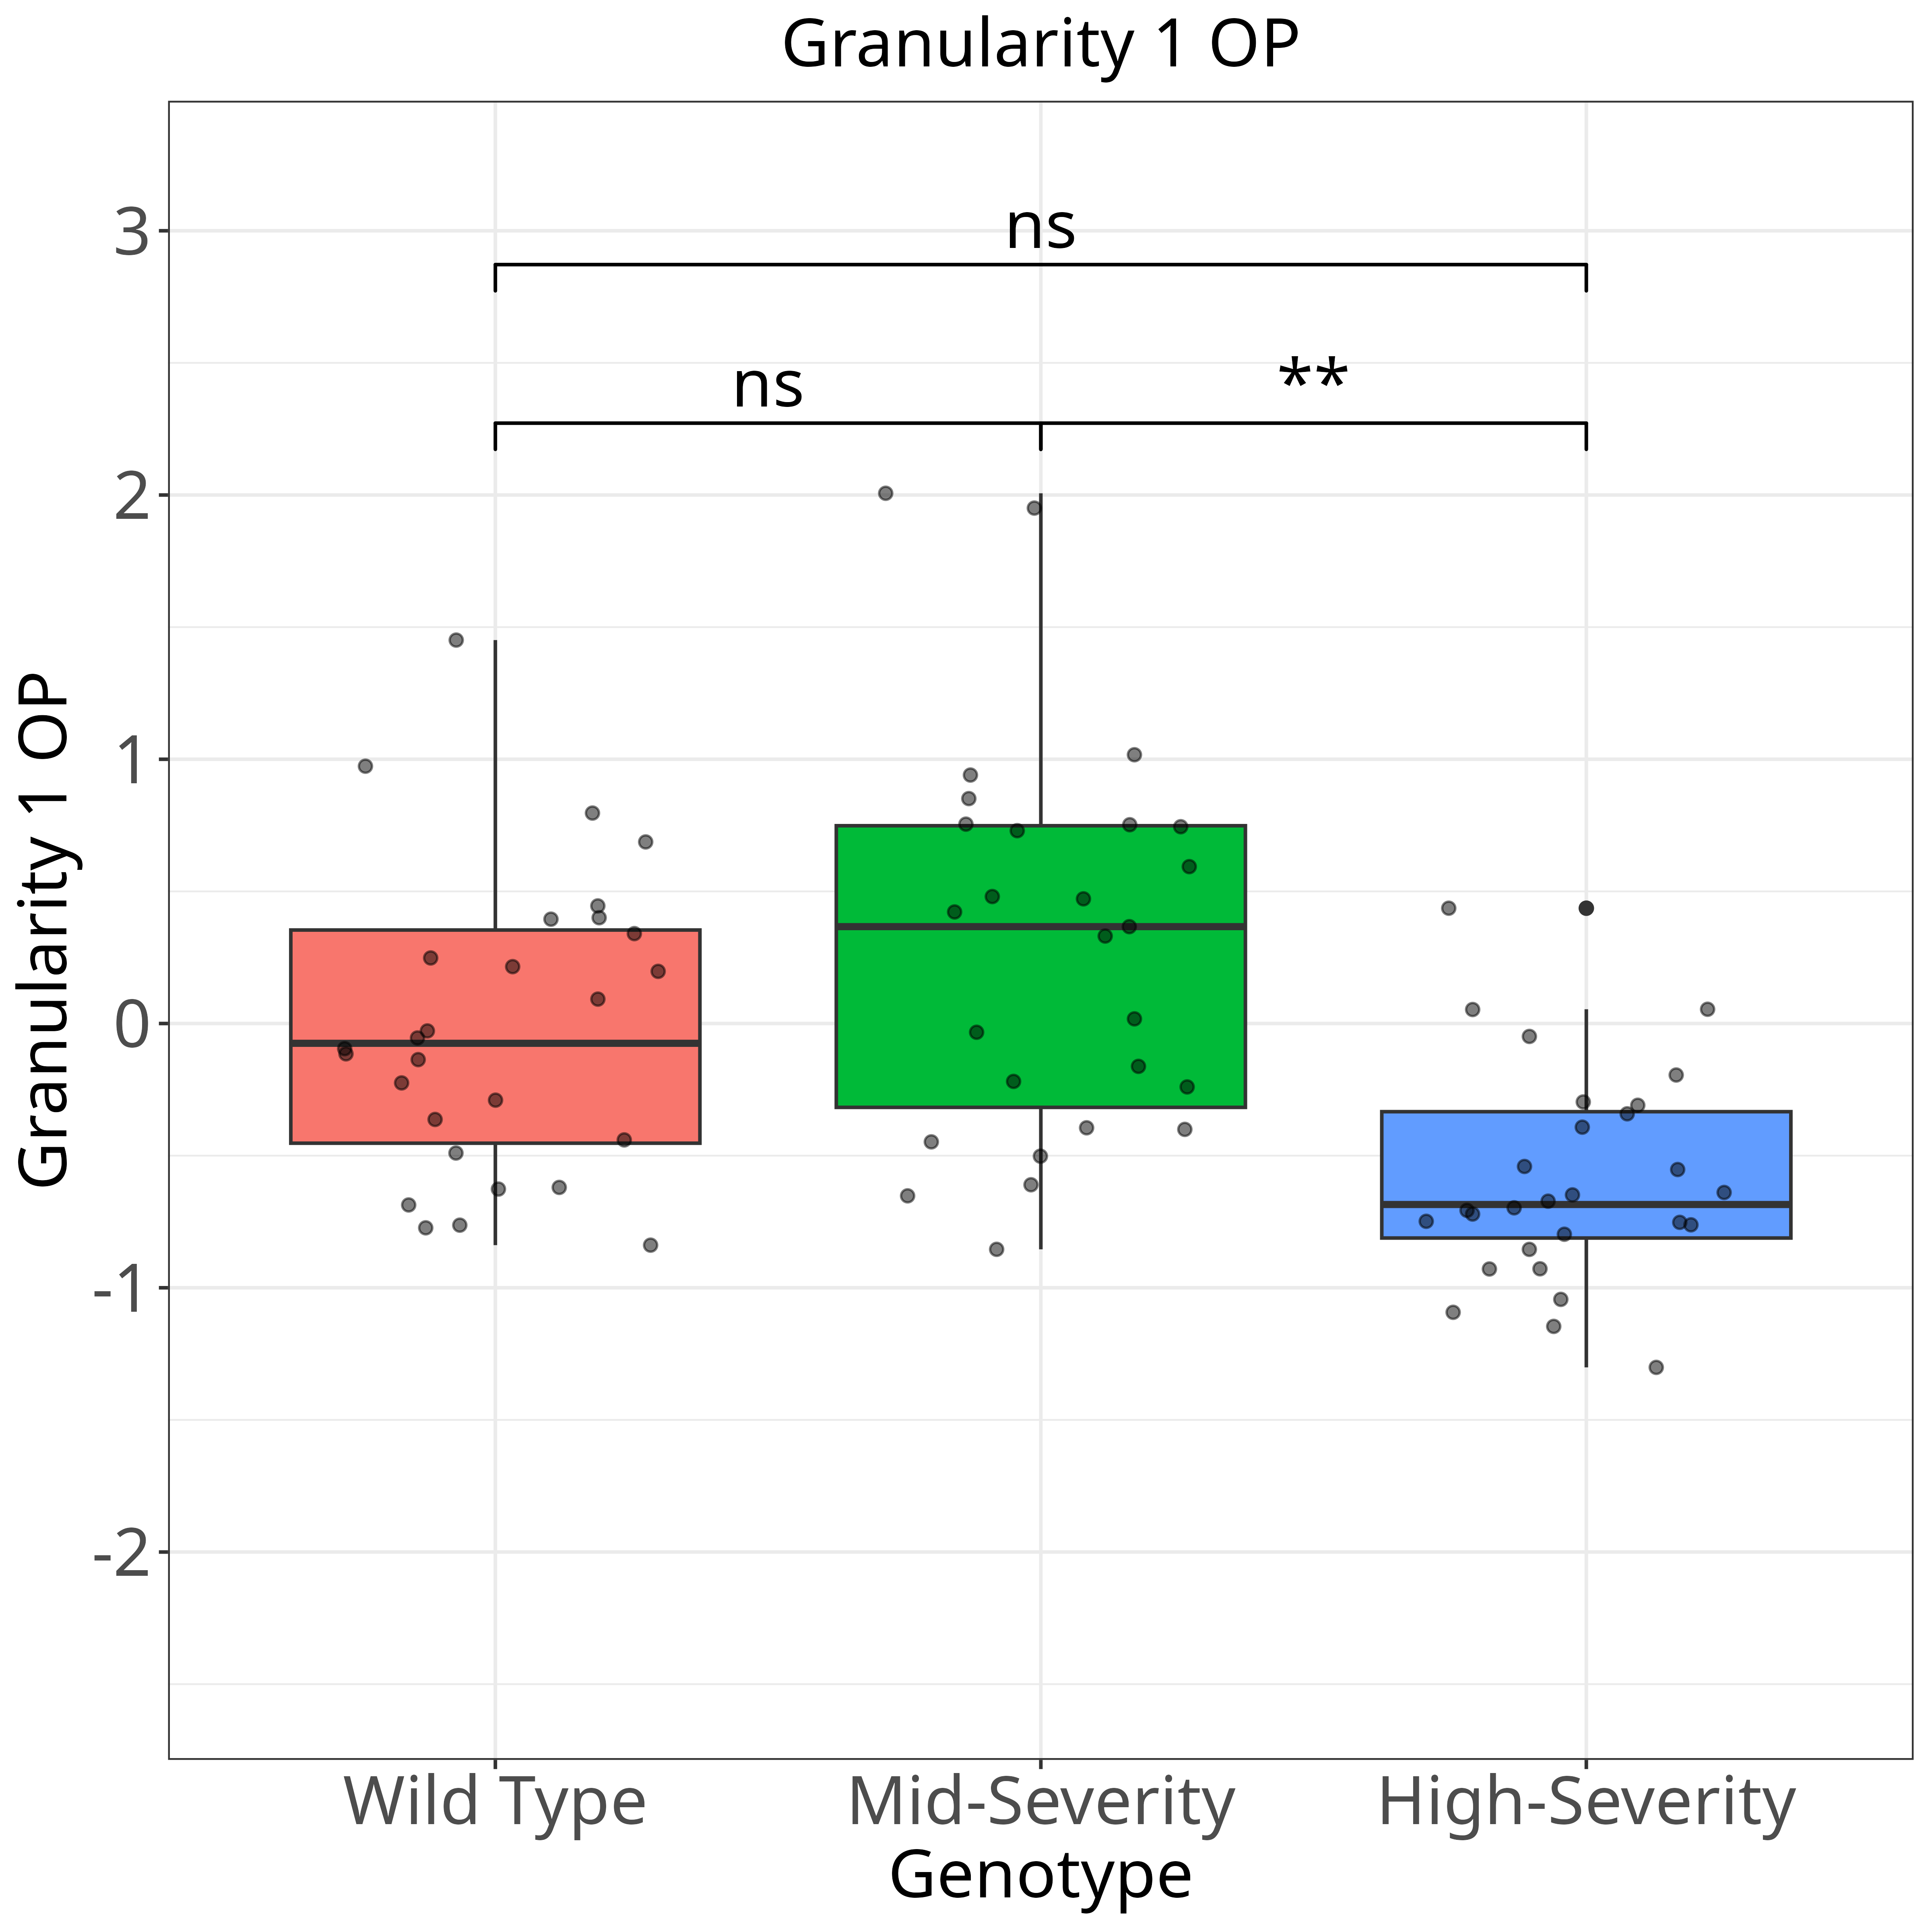 Granularity 1 OP
Granularity 1 OP
3
2
1
0
-1
-2
ns
ns
**
Wild Type
Mid-Severity
High-Severity
Genotype